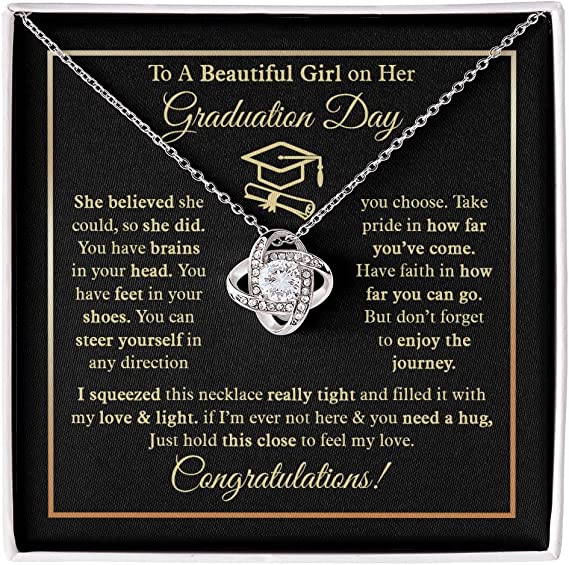 To A Beautiful Girl on Her
Graduation Day
She believed she
could, so she did.
You have brains
in your head. You
have feet in your
shoes. You can
steer yourself in
any direction
you choose. Take
pride in how far
you've come.
Have faith in how
far you can go.
But don't forget
to enjoy the
journey.
I squeezed this necklace really tight and filled it with
my love & light. if I'm ever not here & you need a hug,
Just hold this close to feel my love.
Congratulations!